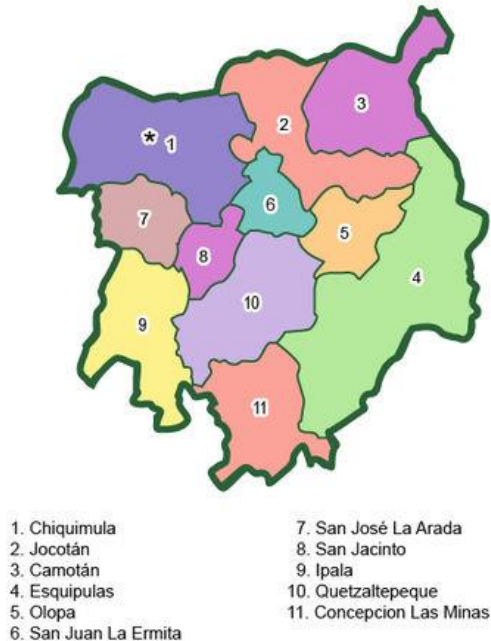 3
2
* 1
6
7
5
8
4
10
9
11
1. Chiquimula
2. Jocotán
3. Camotán
4. Esquipulas
5. Olopa
6. San Juan La Ermita
7. San José La Arada
8. San Jacinto
9. Ipala
10. Quetzaltepeque
11. Concepcion Las Minas